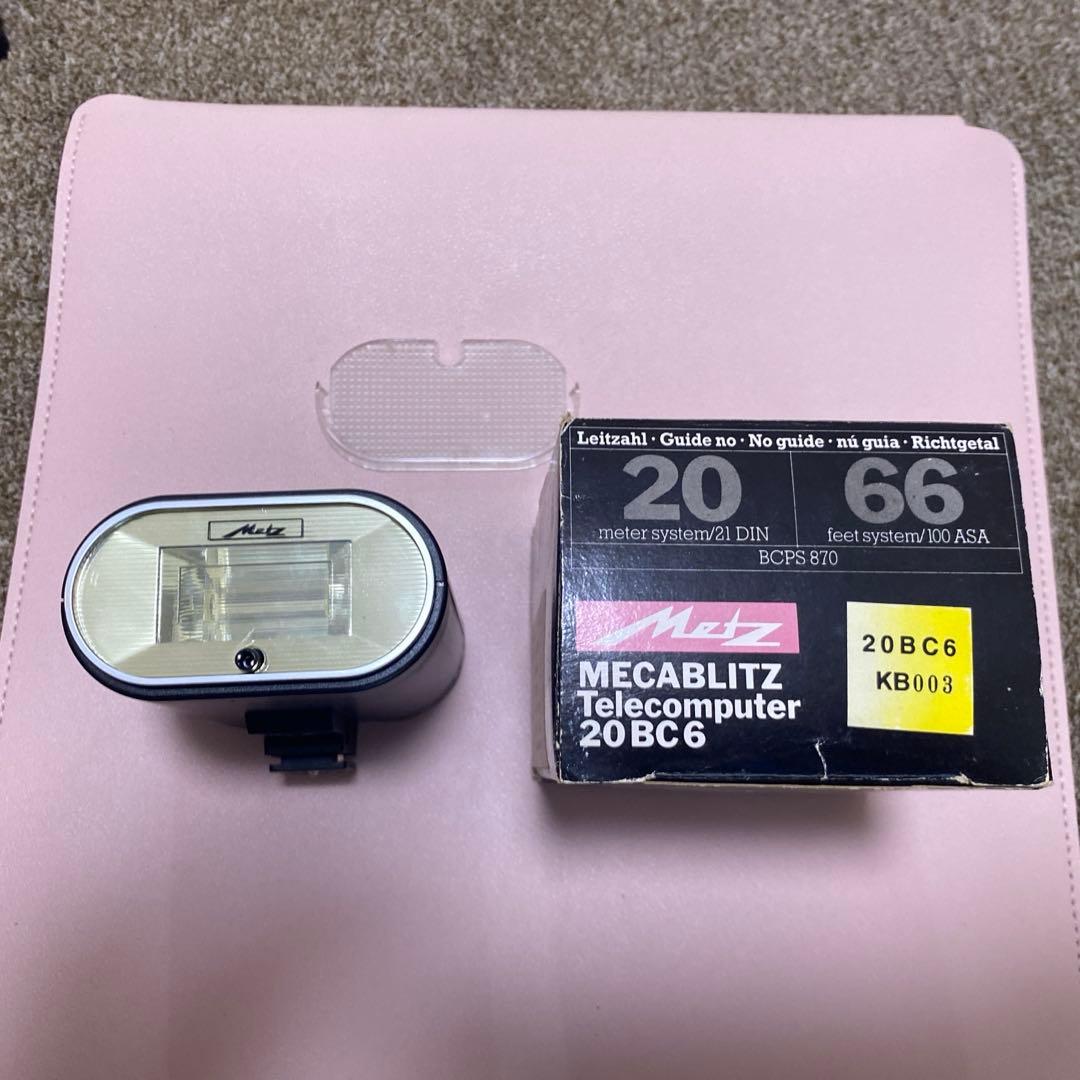 Metz
Leitzahl · Guide no · No guide · nú guia · Richtgetal
20
meter system/21 DIN
66
feet system/100 ASA
BCPS 870
Metz
MECABLITZ
Telecomputer
20 BC 6
20BC6
KB003